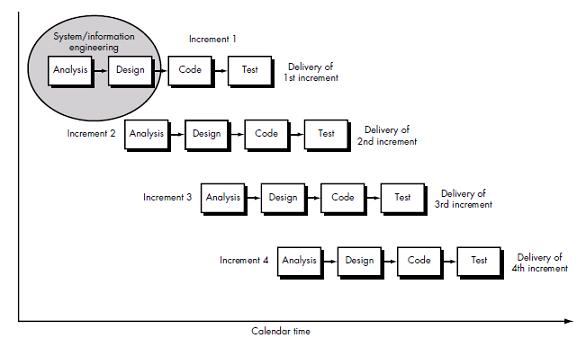 System/information
engineering
Increment 1
Analysis
Design
Code
Test
Delivery of
1st increment
Increment 2
Analysis
Design
Code
Test
Delivery of
2nd increment
Increment 3
Analysis
Design
Code
Test
Delivery of
3rd increment
Increment 4
Analysis
Design
Code
Test
Delivery of
4th increment
Calendar time